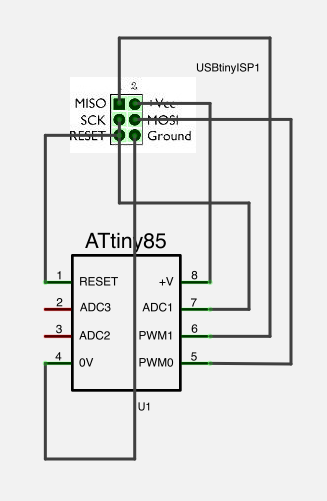 USBtinyISP1
2
MISO +Vcc
SCK MOSI
RESET Ground
ATtiny85
1 RESET +V 8
2 ADC3 ADC1 7
3 ADC2 PWM1 6
4 0V PWM0 5
U1